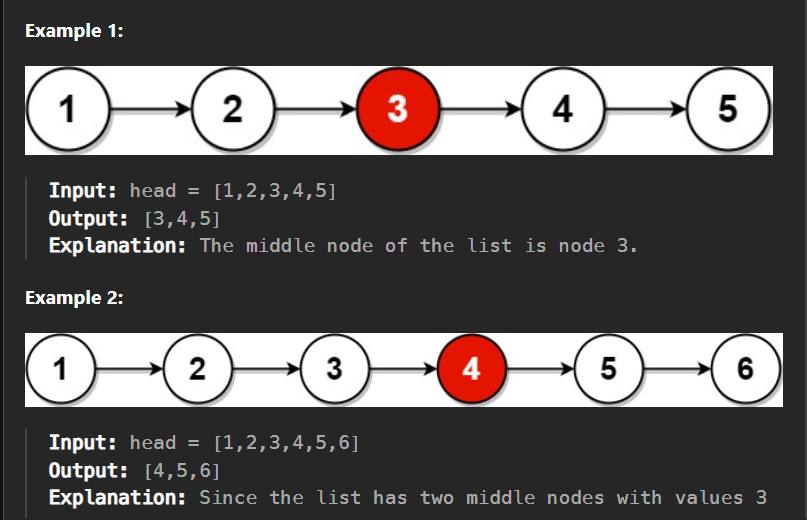 Example 1:
1 2 3 4 5
Input: head = [1,2,3,4,5]
Output: [3,4,5]
Explanation: The middle node of the list is node 3.
Example 2:
1 2 3 4 5 6
Input: head = [1,2,3,4,5,6]
Output: [4,5,6]
Explanation: Since the list has two middle nodes with values 3